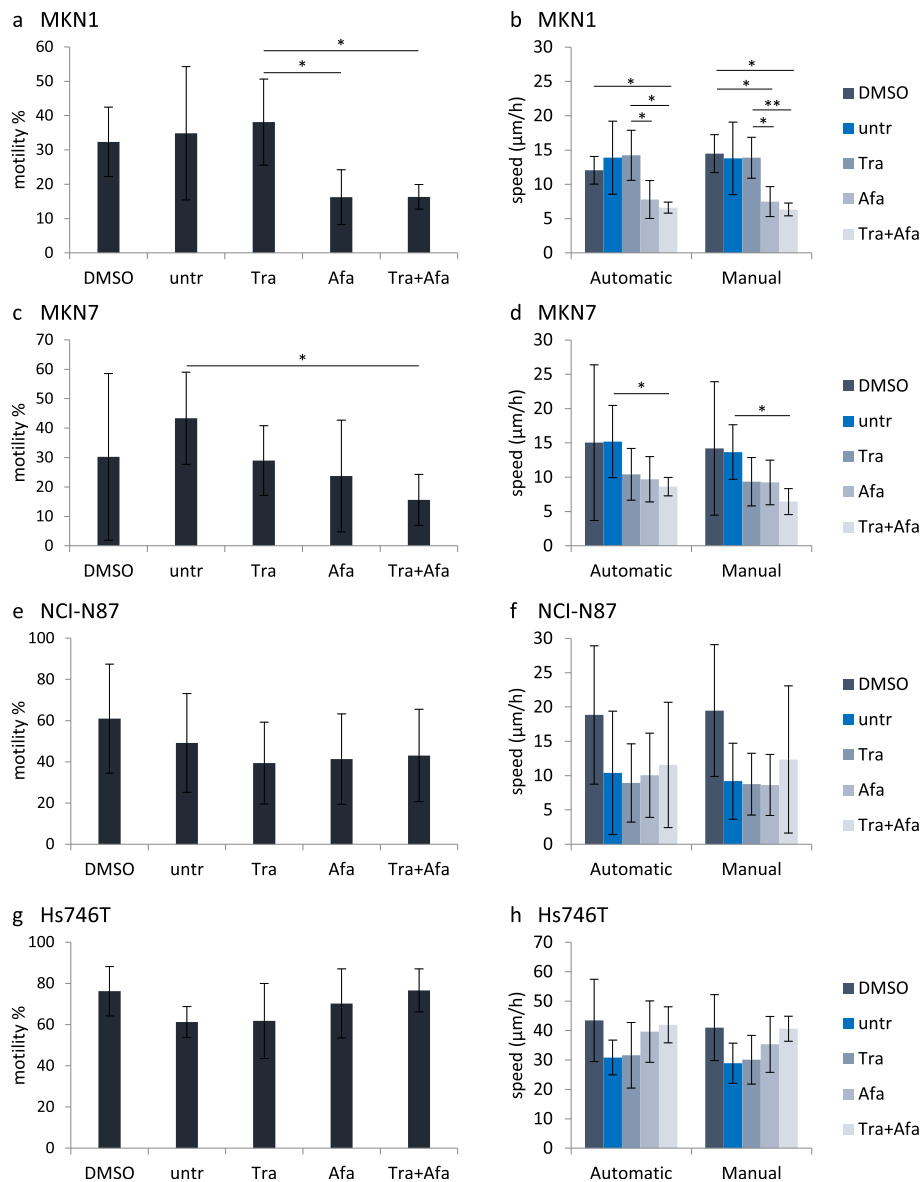 a MKN1
motility %
60
50
40
30
20
10
0
* *
DMSO untr Tra Afa Tra+Afa
b MKN1
speed (µm/h)
30
25
20
15
10
5
0
* * * * * ** *
Automatic Manual
DMSO
untr
Tra
Afa
Tra+Afa
c MKN7
motility %
70
60
50
40
30
20
10
0
*
DMSO untr Tra Afa Tra+Afa
d MKN7
speed (µm/h)
30
25
20
15
10
5
0
* *
Automatic Manual
DMSO
untr
Tra
Afa
Tra+Afa
e NCI-N87
motility %
100
80
60
40
20
0
DMSO untr Tra Afa Tra+Afa
f NCI-N87
speed (µm/h)
30
25
20
15
10
5
0
Automatic Manual
DMSO
untr
Tra
Afa
Tra+Afa
g Hs746T
motility %
100
80
60
40
20
0
DMSO untr Tra Afa Tra+Afa
h Hs746T
speed (µm/h)
70
60
50
40
30
20
10
0
Automatic Manual
DMSO
untr
Tra
Afa
Tra+Afa